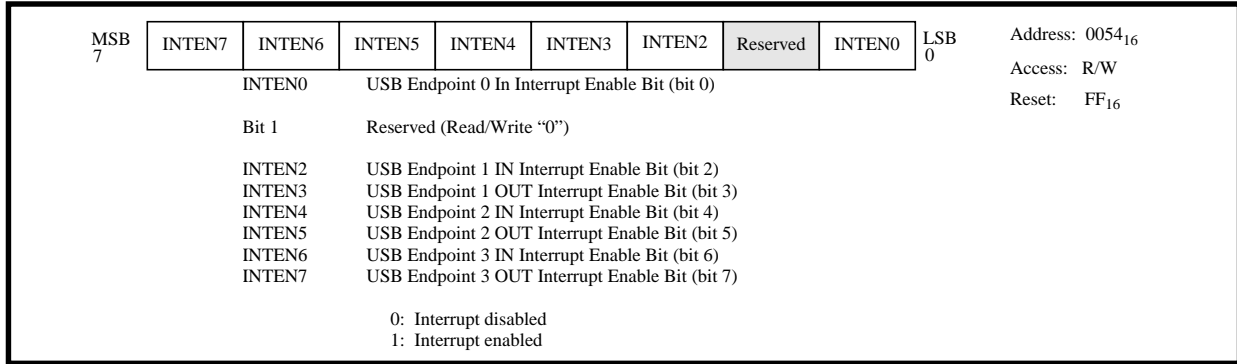 MSB INTEN7 INTEN6 INTEN5 INTEN4 INTEN3 INTEN2 Reserved INTEN0 LSB
7 0
Address: 0054₁₆
Access: R/W
Reset: FF₁₆
INTEN0 USB Endpoint 0 In Interrupt Enable Bit (bit 0)
Bit 1 Reserved (Read/Write “0”)
INTEN2 USB Endpoint 1 IN Interrupt Enable Bit (bit 2)
INTEN3 USB Endpoint 1 OUT Interrupt Enable Bit (bit 3)
INTEN4 USB Endpoint 2 IN Interrupt Enable Bit (bit 4)
INTEN5 USB Endpoint 2 OUT Interrupt Enable Bit (bit 5)
INTEN6 USB Endpoint 3 IN Interrupt Enable Bit (bit 6)
INTEN7 USB Endpoint 3 OUT Interrupt Enable Bit (bit 7)
0: Interrupt disabled
1: Interrupt enabled